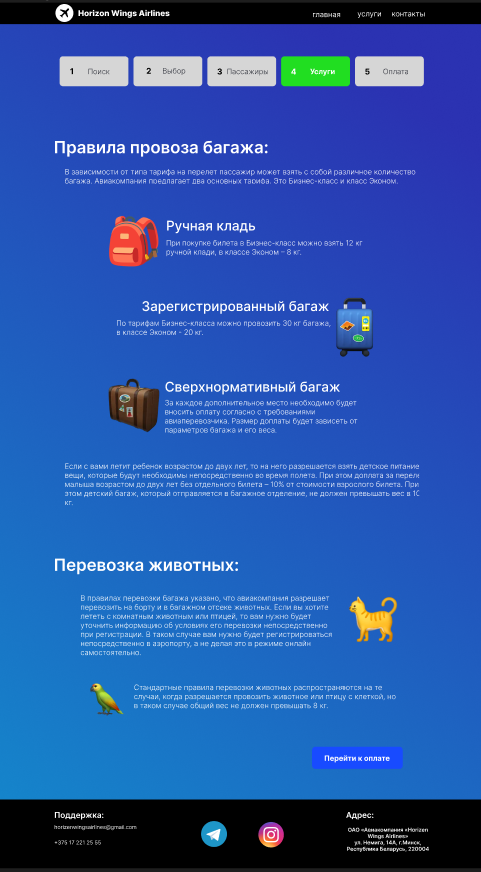 Horizon Wings Airlines
главная услуги контакты
1 Поиск
2 Выбор
3 Пассажиры
4 Услуги
5 Оплата
Правила провоза багажа:
В зависимости от типа тарифа на перелет пассажир может взять с собой различное количество
багажа. Авиакомпания предлагает два основных тарифа. Это Бизнес-класс и класс Эконом.
Ручная кладь
При покупке билета в Бизнес-класс можно взять 12 кг
ручной клади, в классе Эконом – 8 кг.
Зарегистрированный багаж
По тарифам Бизнес-класса можно провозить 30 кг багажа,
в классе Эконом - 20 кг.
Сверхнормативный багаж
За каждое дополнительное место необходимо будет
вносить оплату согласно с требованиями
авиаперевозчика. Размер доплаты будет зависеть от
параметров багажа и его веса.
Если с вами летит ребенок возрастом до двух лет, то на него разрешается взять детское питание
вещи, которые будут необходимы непосредственно во время полета. При этом доплата за перел
малыша возрастом до двух лет без отдельного билета – 10% от стоимости взрослого билета. При
этом детский багаж, который отправляется в багажное отделение, не должен превышать вес в 10
кг.
Перевозка животных:
В правилах перевозки багажа указано, что авиакомпания разрешает
перевозить на борту и в багажном отсеке животных. Если вы хотите
лететь с комнатным животным или птицей, то вам нужно будет
уточнить информацию об условиях его перевозки непосредственно
при регистрации. В таком случае вам нужно будет регистрироваться
непосредственно в аэропорту, а не делая это в режиме онлайн
самостоятельно.
Стандартные правила перевозки животных распространяются на те
случаи, когда разрешается провозить животное или птицу с клеткой, но
в таком случае общий вес не должен превышать 8 кг.
Перейти к оплате
Поддержка:
horizenwingsairlines@gmail.com
+375 17 221 25 55
Адрес:
ОАО «Авиакомпания «Horizen
Wings Airlines»
ул. Немига, 14А, г.Минск,
Республика Беларусь, 220004